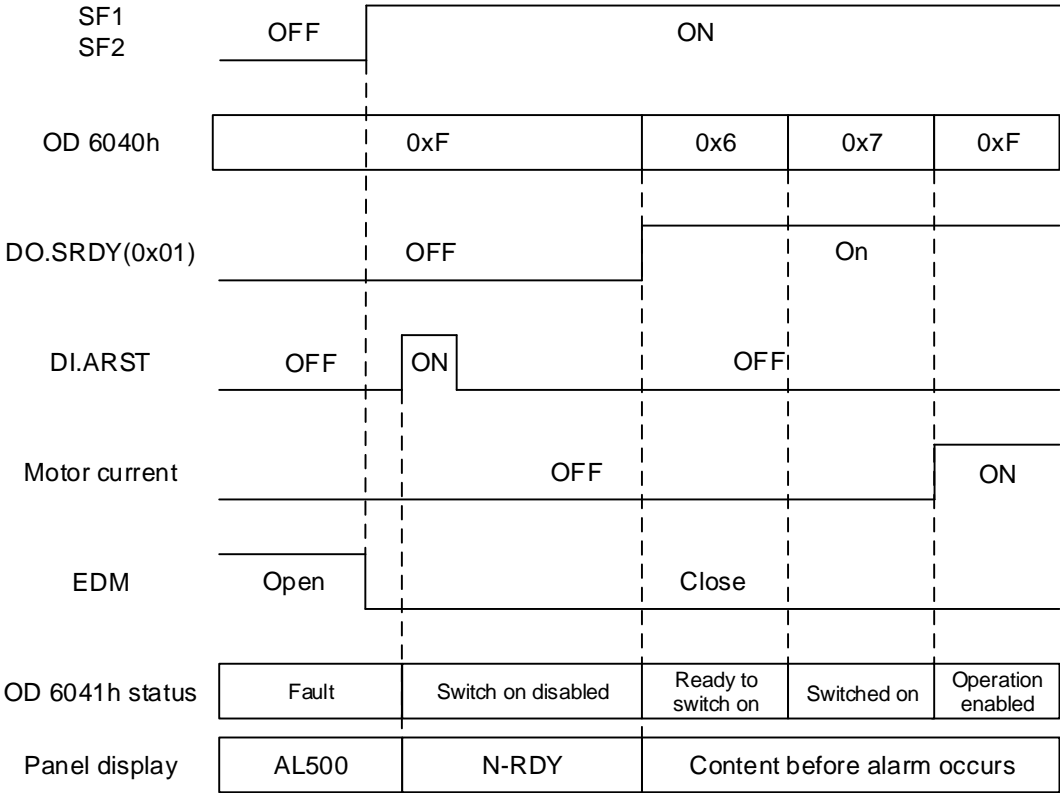 SF1
SF2
OFF
ON
OD 6040h
0xF
0x6
0x7
0xF
DO.SRDY(0x01)
OFF
On
DI.ARST
OFF
ON
OFF
Motor current
OFF
ON
EDM
Open
Close
OD 6041h status
Fault
Switch on disabled
Ready to
switch on
Switched on
Operation
enabled
Panel display
AL500
N-RDY
Content before alarm occurs